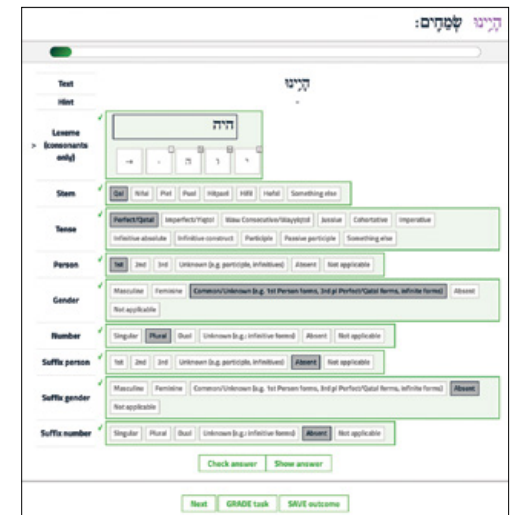 הָיִ֥ינוּ שְׂמֵחִֽים׃
Text הָיִ֥ינוּ
Hint -
Lexeme (consonants only) היה
> → - ה ו י
Stem Qal Nifal Piel Pual Hitpael Hifil Hofal Something else
Tense Perfect/Qatal Imperfect/Yiqtol Waw Consecutive/Wayyiqtol Jussive Cohortative Imperative
Infinitive absolute Infinitive construct Participle Passive participle Something else
Person 1st 2nd 3rd Unknown (e.g. participle, infinitives) Absent Not applicable
Gender Masculine Feminine Common/Unknown (e.g. 1st Person forms, 3rd pl Perfect/Qatal forms, infinite forms) Absent
Not applicable
Number Singular Plural Dual Unknown (e.g.: infinitive forms) Absent Not applicable
Suffix person 1st 2nd 3rd Unknown (e.g. participle, infinitives) Absent Not applicable
Suffix gender Masculine Feminine Common/Unknown (e.g. 1st Person forms, 3rd pl Perfect/Qatal forms, infinite forms) Absent
Not applicable
Suffix number Singular Plural Dual Unknown (e.g.: infinitive forms) Absent Not applicable
Check answer Show answer
Next GRADE task SAVE outcome